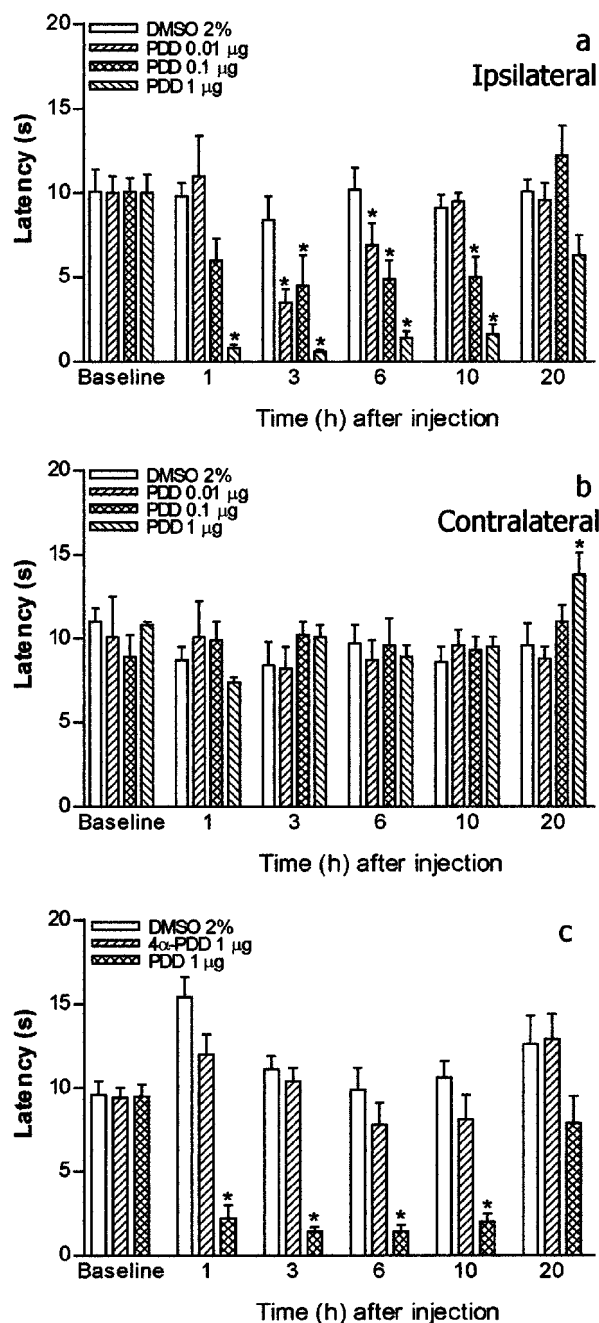 20
15
10
5
0
Latency (s)
DMSO 2%
PDD 0.01 μg
PDD 0.1 μg
PDD 1 μg
a
Ipsilateral
*
* * *
* * *
* *
Baseline 1 3 6 10 20
Time (h) after injection
20
15
10
5
0
Latency (s)
DMSO 2%
PDD 0.01 μg
PDD 0.1 μg
PDD 1 μg
b
Contralateral
*
Baseline 1 3 6 10 20
Time (h) after injection
20
15
10
5
0
Latency (s)
DMSO 2%
4α-PDD 1 μg
PDD 1 μg
c
* * * *
Baseline 1 3 6 10 20
Time (h) after injection